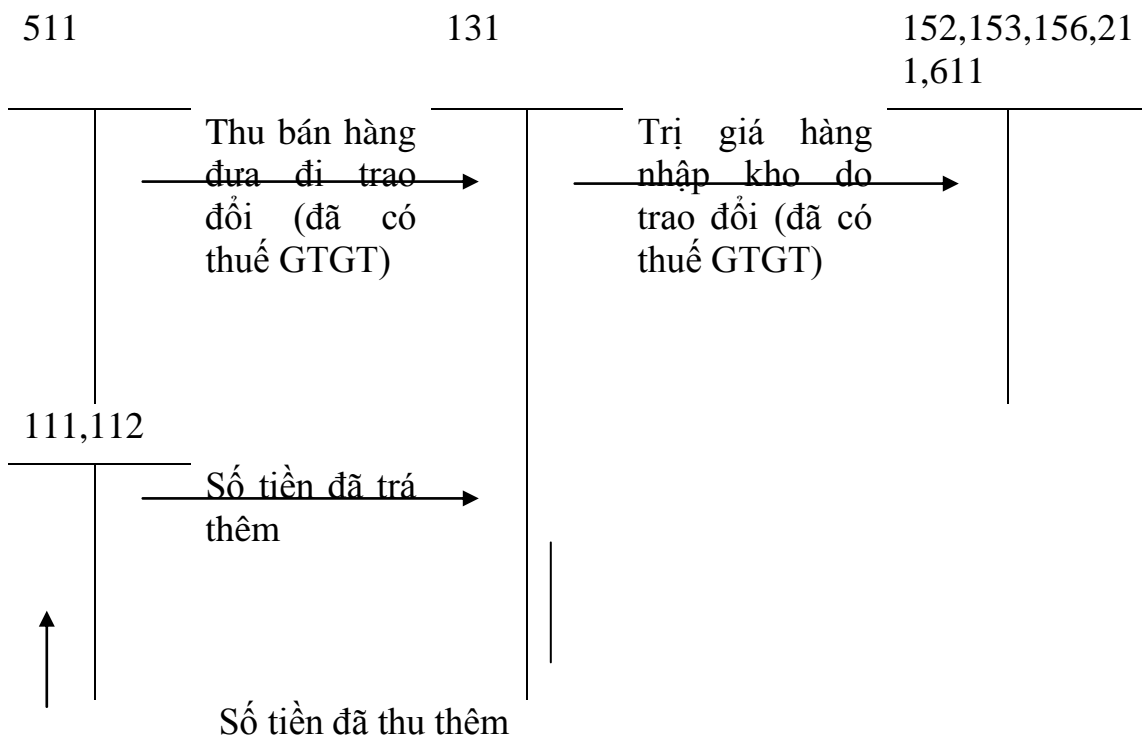 511
131
152,153,156,21
1,611
Thu bán hàng
đưa đi trao
đổi (đã có
thuế GTGT)
Trị giá hàng
nhập kho do
trao đổi (đã có
thuế GTGT)
111,112
Số tiền đã trá
thêm
Số tiền đã thu thêm